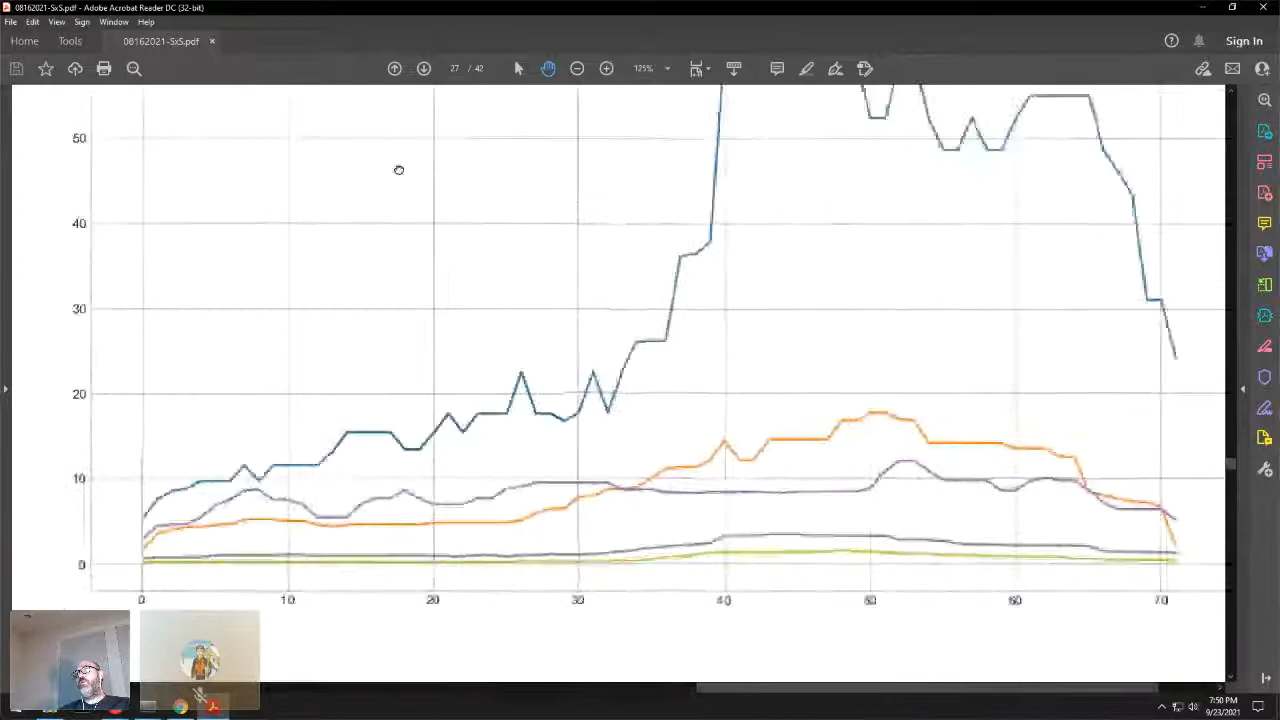 08162021-SxS.pdf - Adobe Acrobat Reader DC (32-bit)
File Edit View Sign Window Help
Home Tools 08162021-SxS.pdf × Sign In
27 / 42 125%
50
40
30
20
10
0
0 10 20 30 40 50 60 70
7:50 PM
9/23/2021